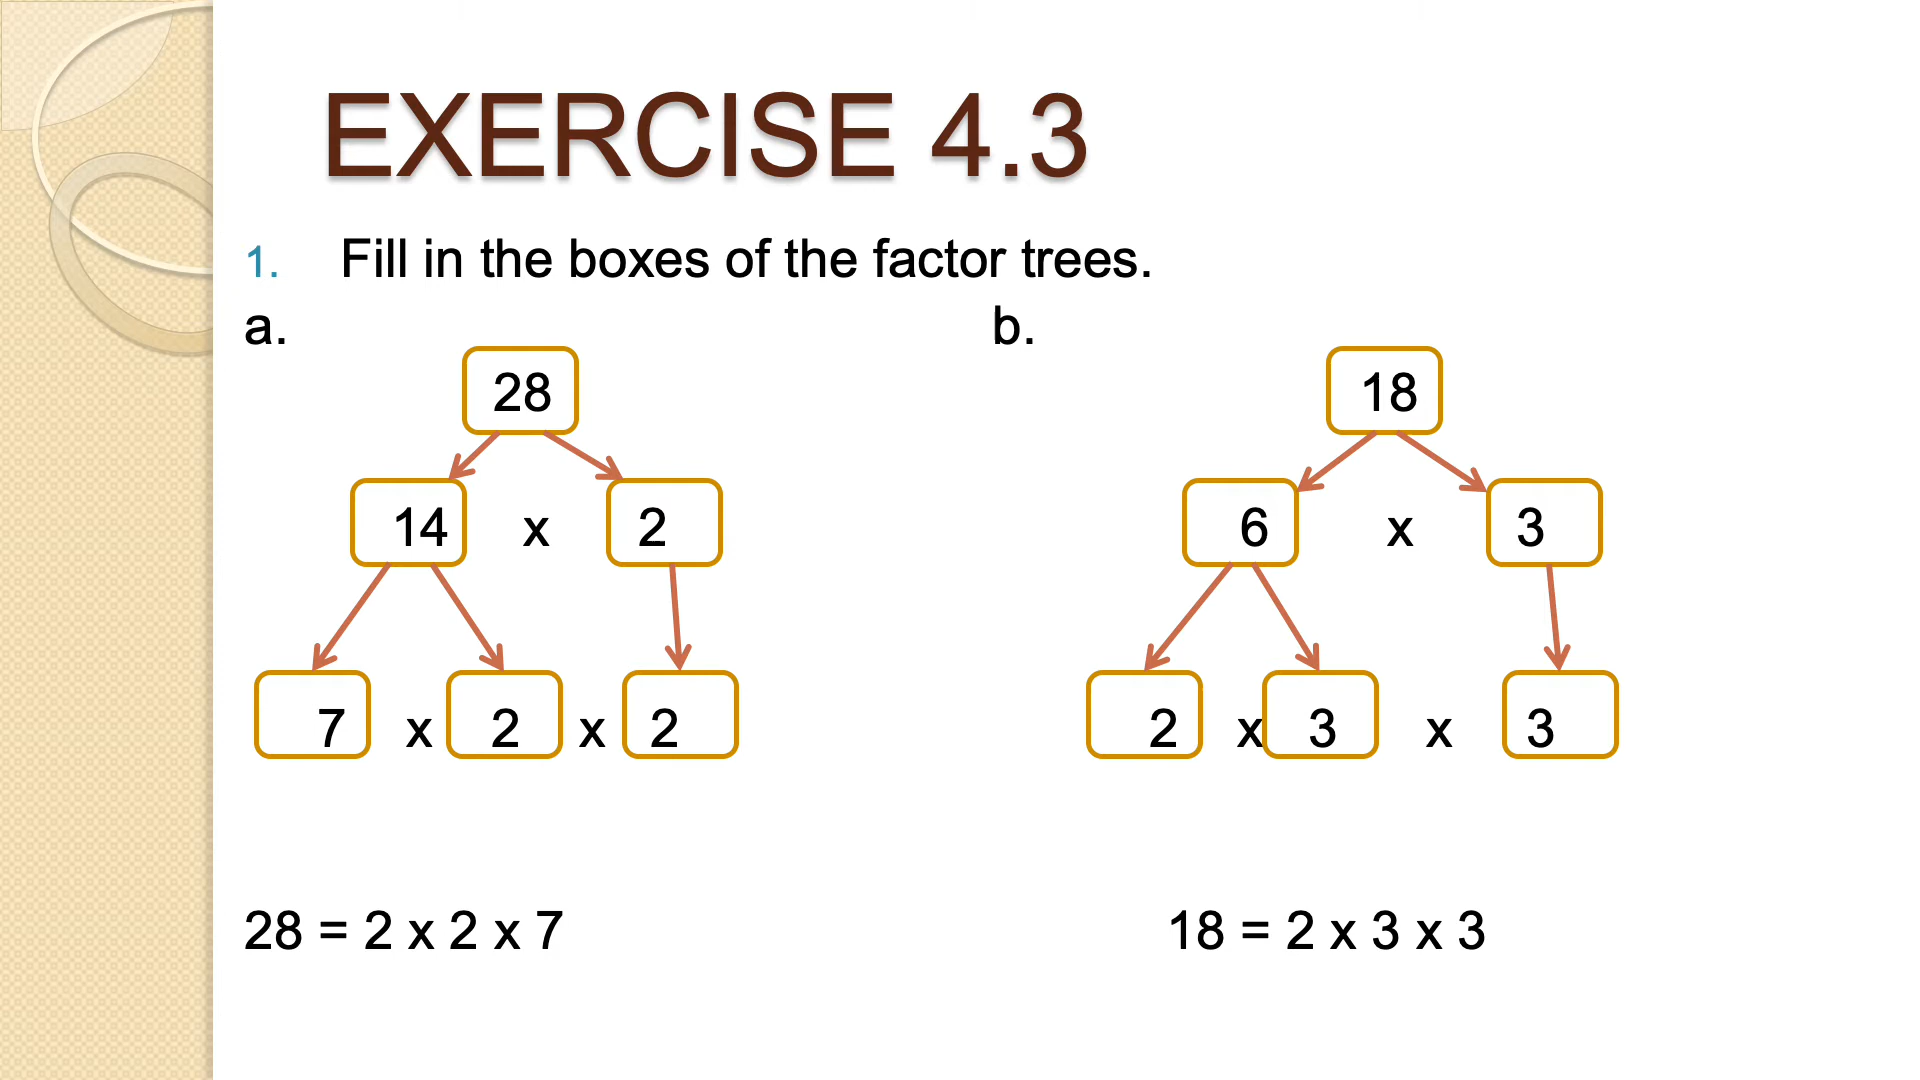 EXERCISE 4.3
1. Fill in the boxes of the factor trees.
a. b.
28 18
14 x 2 6 x 3
7 x 2 x 2 2 x 3 x 3
28 = 2 x 2 x 7 18 = 2 x 3 x 3